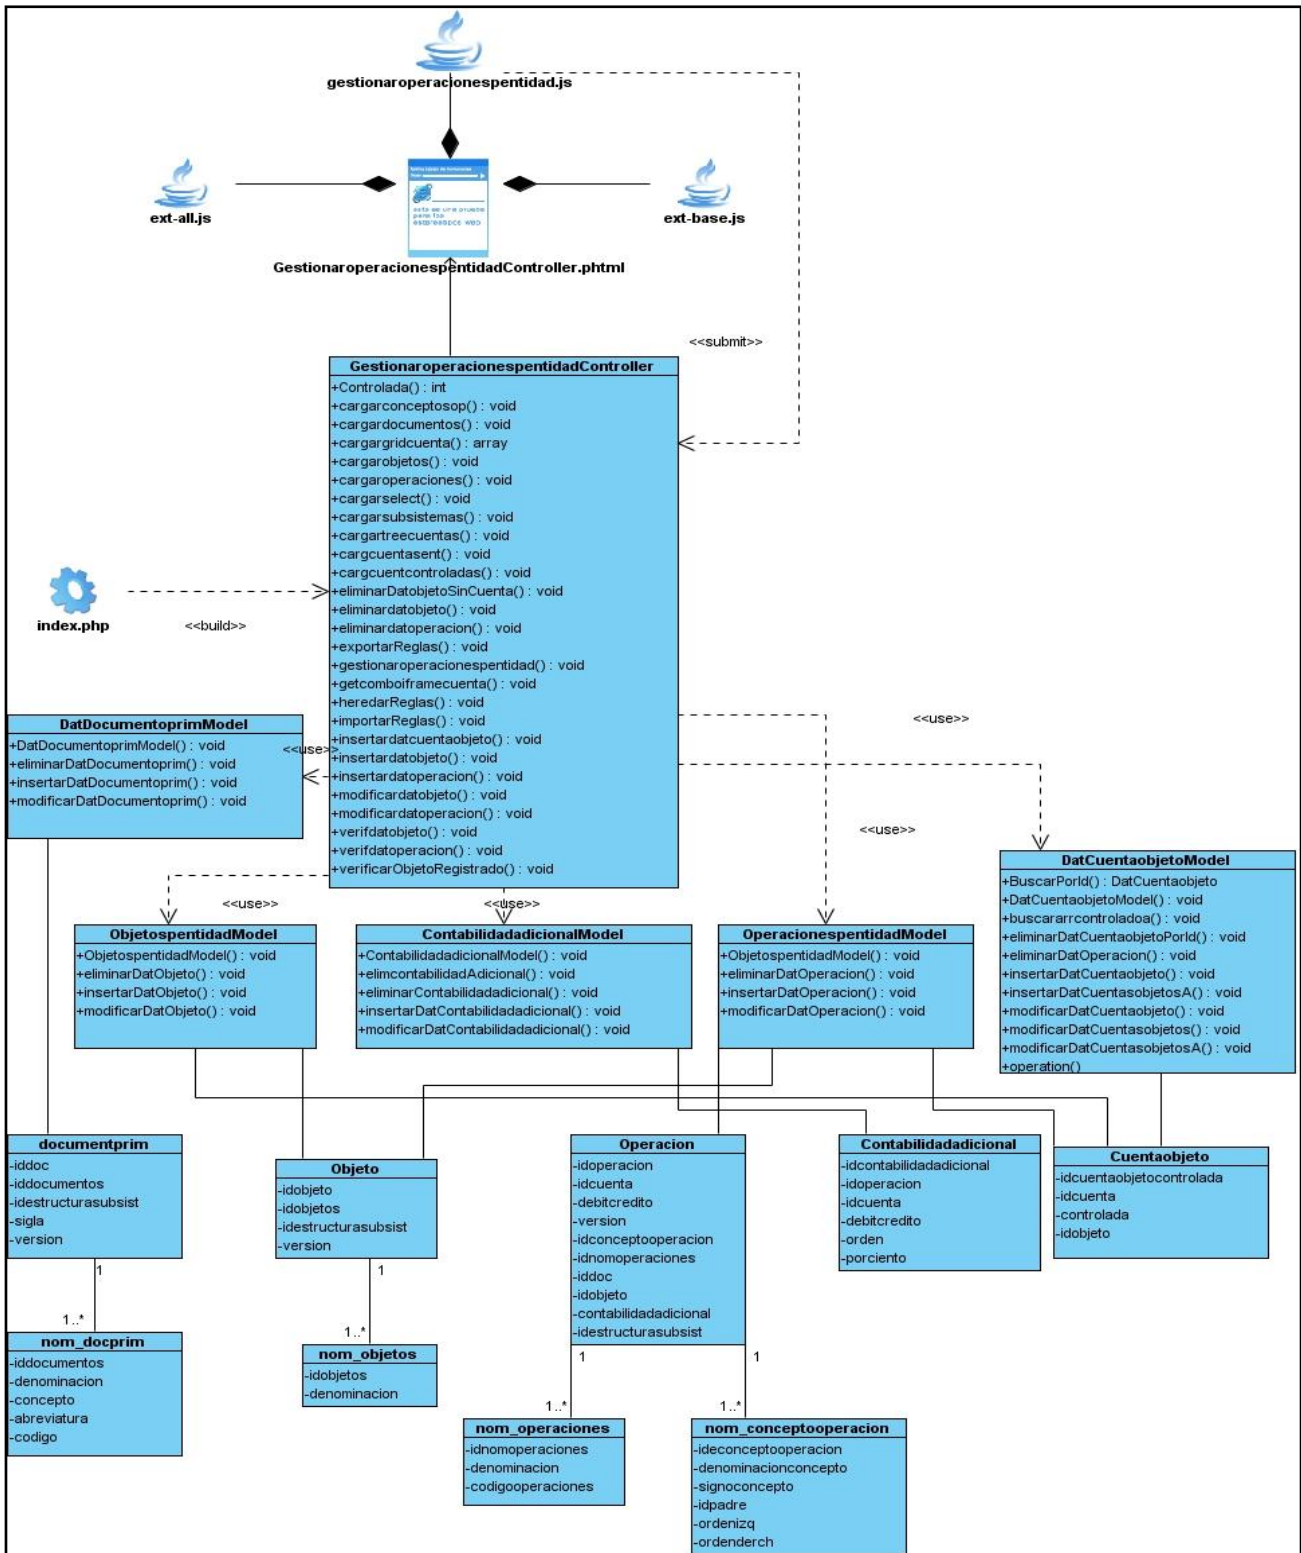 gestionaroperacionespentidad.js
ext-all.js
ext-base.js
GestionaroperacionespentidadController.phtml
<<submit>>
GestionaroperacionespentidadController
+Controlada() : int
+cargarconceptosop() : void
+cargardocumentos() : void
+cargargridcuenta() : array
+cargarobjetos() : void
+cargaroperaciones() : void
+cargarselect() : void
+cargarsubsistemas() : void
+cargartreecuentas() : void
+cargcuentasent() : void
+cargcuentcontroladas() : void
+eliminarDatobjetoSinCuenta() : void
+eliminardatobjeto() : void
+eliminardatoperacion() : void
+exportarReglas() : void
+gestionaroperacionespentidad() : void
+getcomboiframecuenta() : void
+heredarReglas() : void
+importarReglas() : void
+insertardatcuentaobjeto() : void
+insertardatobjeto() : void
+insertardatoperacion() : void
+modificardatobjeto() : void
+modificardatoperacion() : void
+verifdatobjeto() : void
+verifdatoperacion() : void
+verificarObjetoRegistrado() : void
index.php
<<build>>
DatDocumentoprimModel
+DatDocumentoprimModel() : void
+eliminarDatDocumentoprim() : void
+insertarDatDocumentoprim() : void
+modificarDatDocumentoprim() : void
<<use>>
<<use>>
<<use>>
<<use>>
<<use>>
DatCuentaobjetoModel
+BuscarPorId() : DatCuentaobjeto
+DatCuentaobjetoModel() : void
+buscararrcontroladoa() : void
+eliminarDatCuentaobjetoPorId() : void
+eliminarDatOperacion() : void
+insertarDatCuentaobjeto() : void
+insertarDatCuentasobjetosA() : void
+modificarDatCuentaobjeto() : void
+modificarDatCuentasobjetos() : void
+modificarDatCuentasobjetosA() : void
+operation()
ObjetospentidadModel
+ObjetospentidadModel() : void
+eliminarDatObjeto() : void
+insertarDatObjeto() : void
+modificarDatObjeto() : void
ContabilidadadicionalModel
+ContabilidadadicionalModel() : void
+elimcontabilidadAdicional() : void
+eliminarContabilidadadicional() : void
+insertarDatContabilidadadicional() : void
+modificarDatContabilidadadicional() : void
OperacionespentidadModel
+ObjetospentidadModel() : void
+eliminarDatOperacion() : void
+insertarDatOperacion() : void
+modificarDatOperacion() : void
documentprim
-iddoc
-iddocumentos
-idestructurasubsist
-sigla
-version
Objeto
-idobjeto
-idobjetos
-idestructurasubsist
-version
Operacion
-idoperacion
-idcuenta
-debitcredito
-version
-idconceptooperacion
-idnomoperaciones
-iddoc
-idobjeto
-contabilidadadicional
-idestructurasubsist
Contabilidadadicional
-idcontabilidadadicional
-idoperacion
-idcuenta
-debitcredito
-orden
-porciento
Cuentaobjeto
-idcuentaobjetocontrolada
-idcuenta
-controlada
-idobjeto
1
1..*
1
1..*
1
1..*
1
1..*
nom_docprim
-iddocumentos
-denominacion
-concepto
-abreviatura
-codigo
nom_objetos
-idobjetos
-denominacion
nom_operaciones
-idnomoperaciones
-denominacion
-codigooperaciones
nom_conceptooperacion
-ideconceptooperacion
-denominacionconcepto
-signoconcepto
-idpadre
-ordenizq
-ordenderch